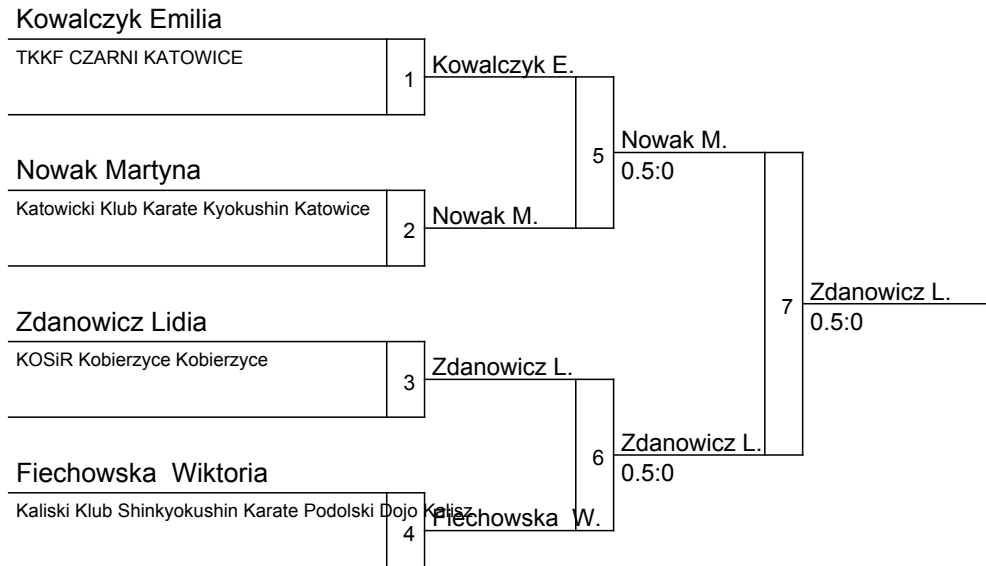 Kowalczyk Emilia
TKKF CZARNI KATOWICE
1
Kowalczyk E.
Nowak Martyna
Katowicki Klub Karate Kyokushin Katowice
2
Nowak M.
5
Nowak M.
0.5:0
Zdanowicz Lidia
KOSiR Kobierzyce Kobierzyce
3
Zdanowicz L.
Fiechowska  Wiktoria
Kaliski Klub Shinkyokushin Karate Podolski Dojo Kalisz
4
Fiechowska  W.
6
Zdanowicz L.
0.5:0
7
Zdanowicz L.
0.5:0